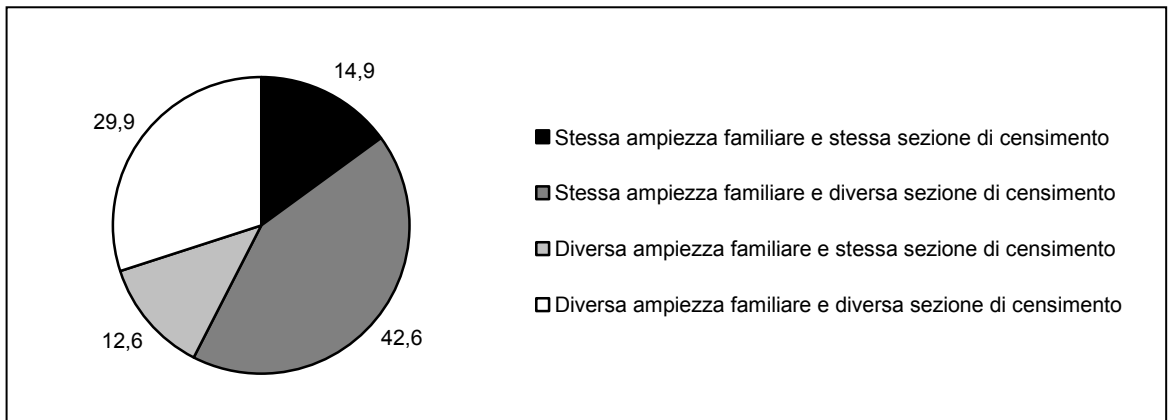 14,9
29,9
12,6
42,6
Stessa ampiezza familiare e stessa sezione di censimento
Stessa ampiezza familiare e diversa sezione di censimento
Diversa ampiezza familiare e stessa sezione di censimento
Diversa ampiezza familiare e diversa sezione di censimento